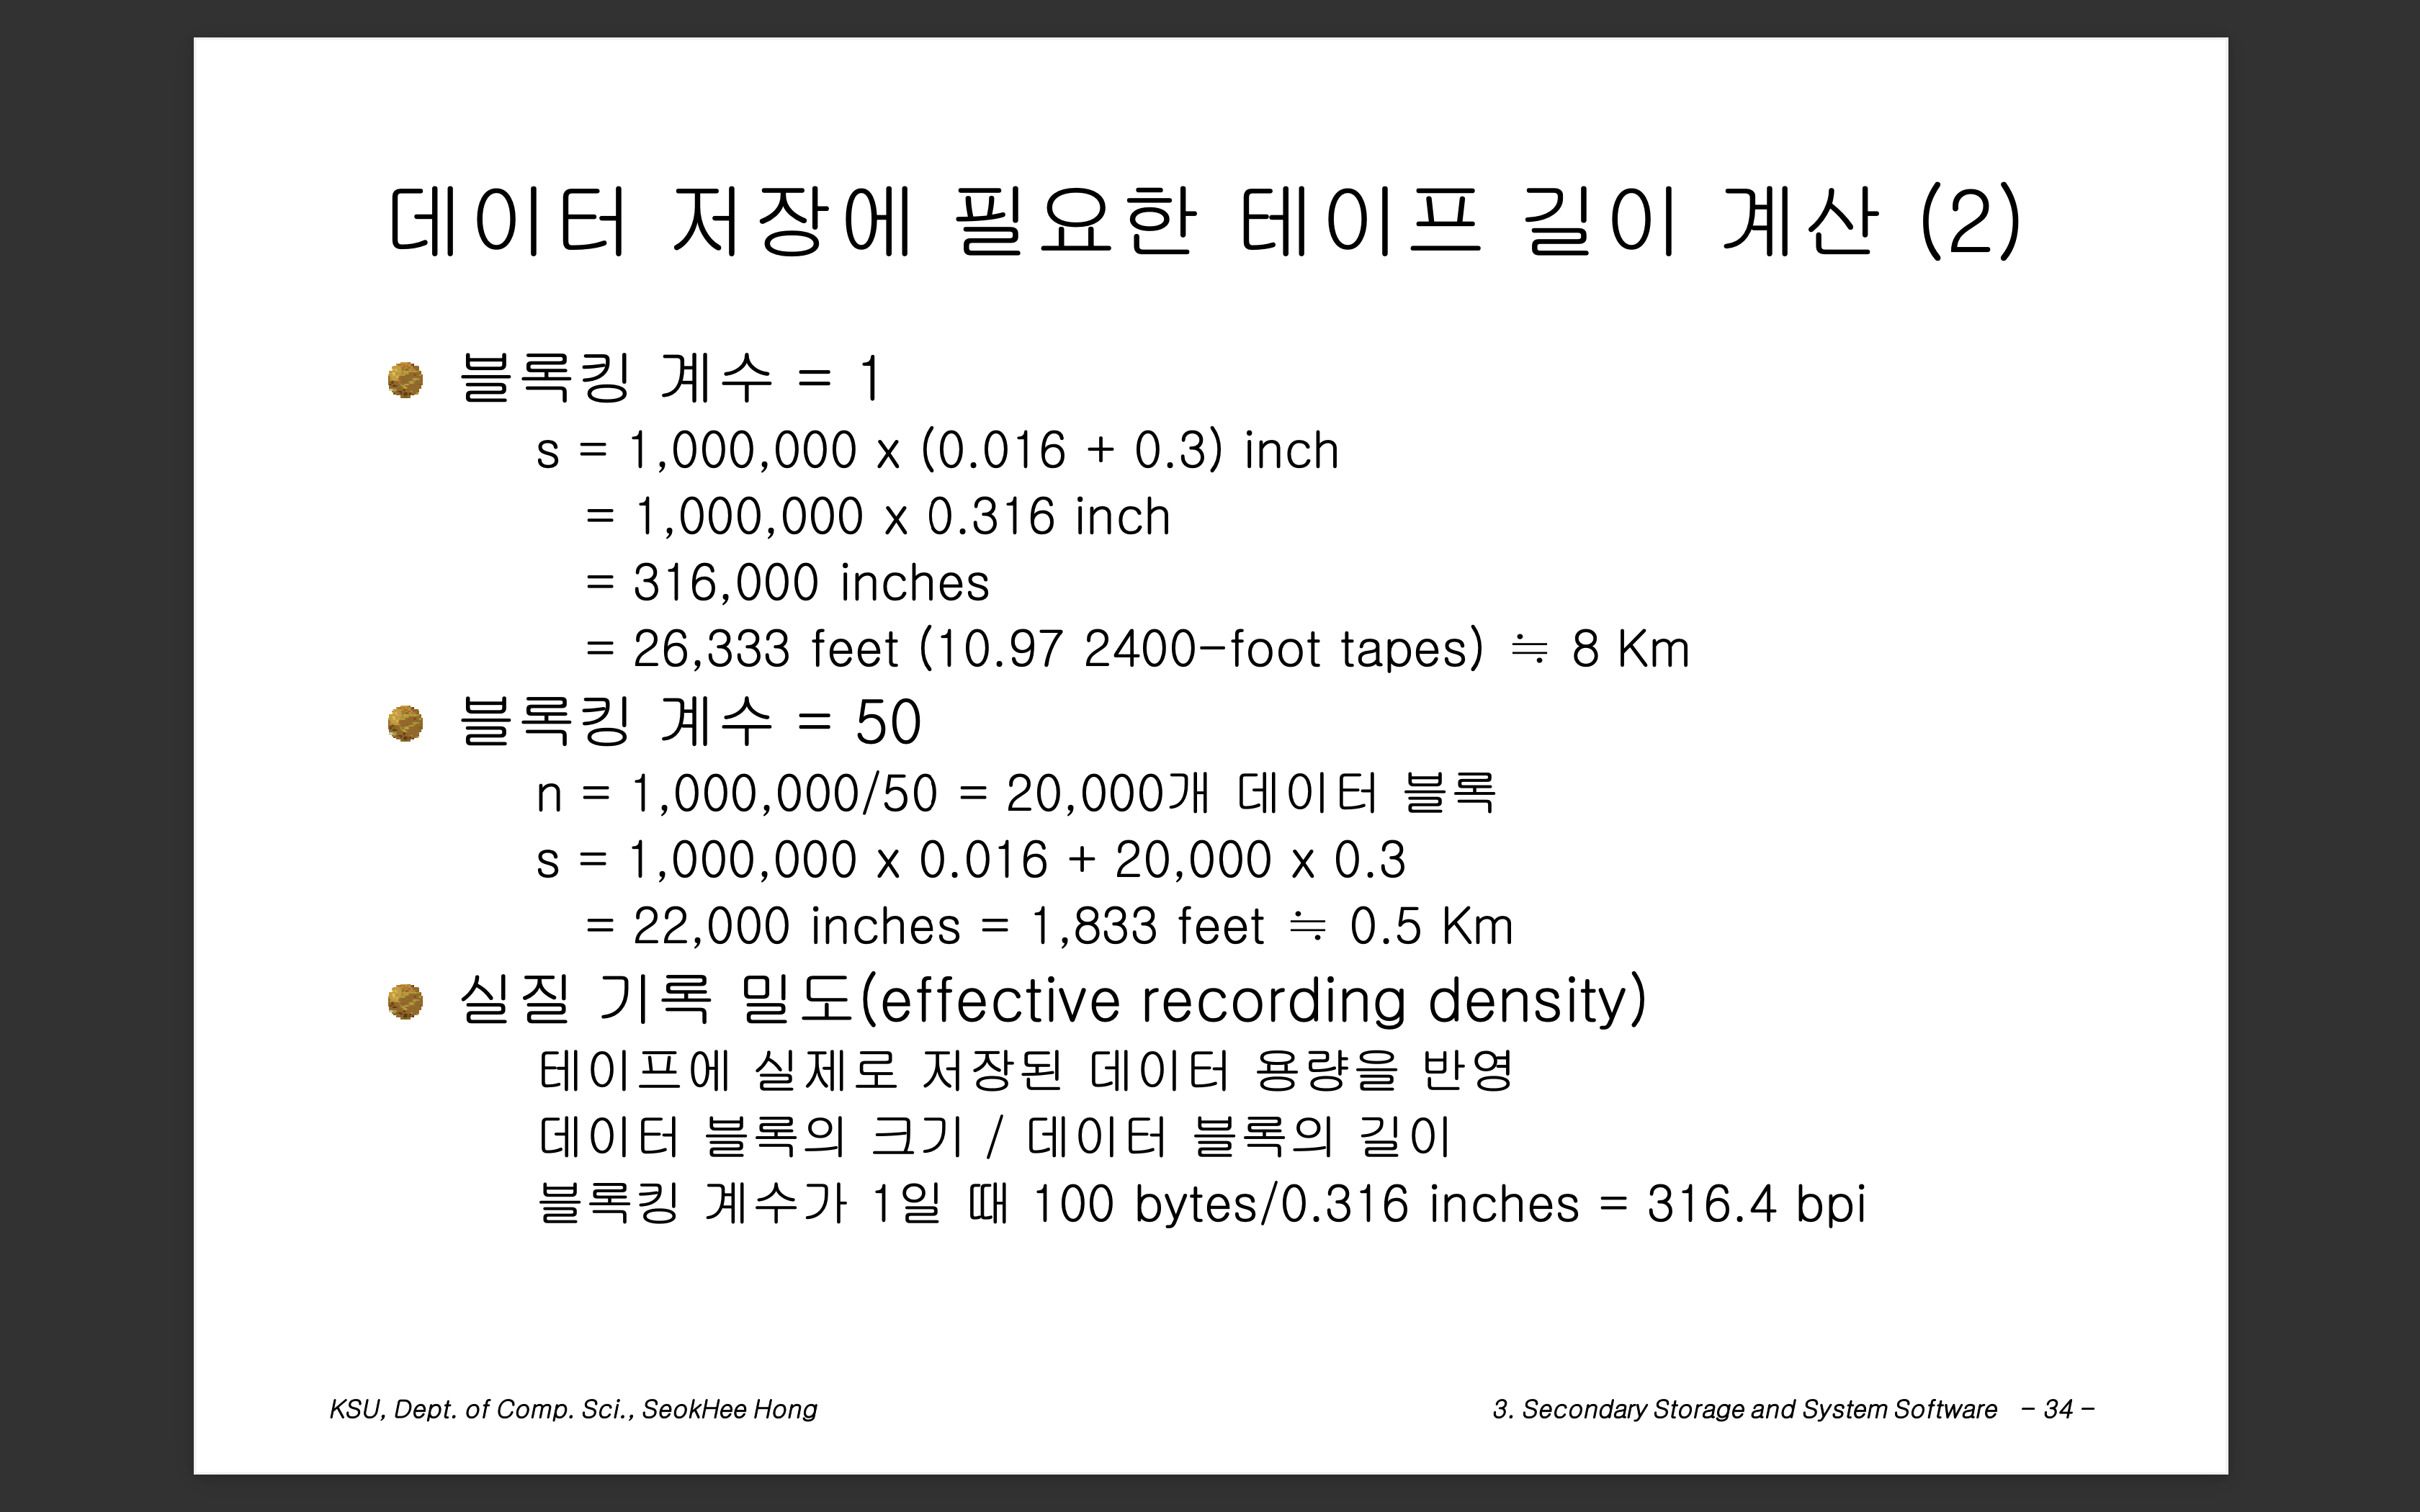 데이터 저장에 필요한 테이프 길이 계산 (2)
블록킹 계수 = 1
s = 1,000,000 x (0.016 + 0.3) inch
= 1,000,000 x 0.316 inch
= 316,000 inches
= 26,333 feet (10.97 2400-foot tapes) ≒ 8 Km
블록킹 계수 = 50
n = 1,000,000/50 = 20,000개 데이터 블록
s = 1,000,000 x 0.016 + 20,000 x 0.3
= 22,000 inches = 1,833 feet ≒ 0.5 Km
실질 기록 밀도(effective recording density)
테이프에 실제로 저장된 데이터 용량을 반영
데이터 블록의 크기 / 데이터 블록의 길이
블록킹 계수가 1일 때 100 bytes/0.316 inches = 316.4 bpi
KSU, Dept. of Comp. Sci., SeokHee Hong
3. Secondary Storage and System Software - 34 -